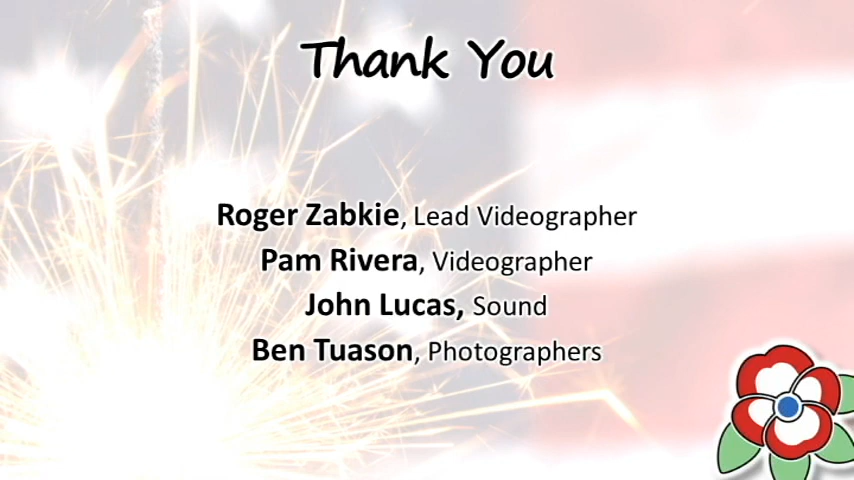 Thank You
Roger Zabkie, Lead Videographer
Pam Rivera, Videographer
John Lucas, Sound
Ben Tuason, Photographers